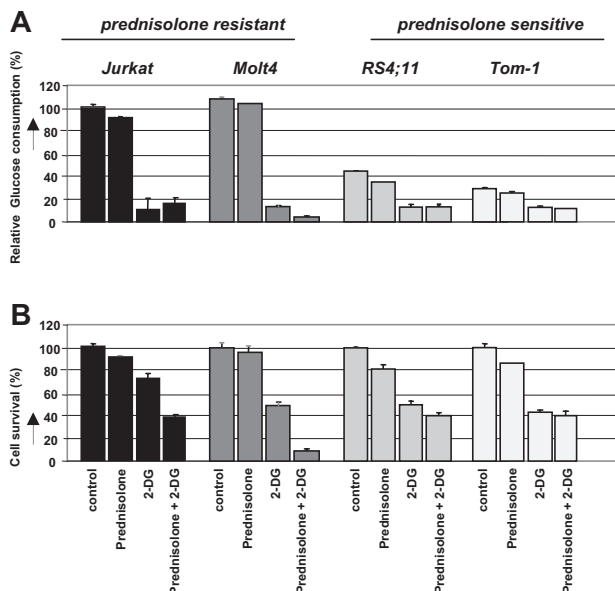 A
prednisolone resistant prednisolone sensitive
Jurkat Molt4 RS4;11 Tom-1
Relative Glucose consumption (%)
120
100
80
60
40
20
0
B
Cell survival (%)
120
100
80
60
40
20
0
control
Prednisolone
2-DG
Prednisolone + 2-DG
control
Prednisolone
2-DG
Prednisolone + 2-DG
control
Prednisolone
2-DG
Prednisolone + 2-DG
control
Prednisolone
2-DG
Prednisolone + 2-DG